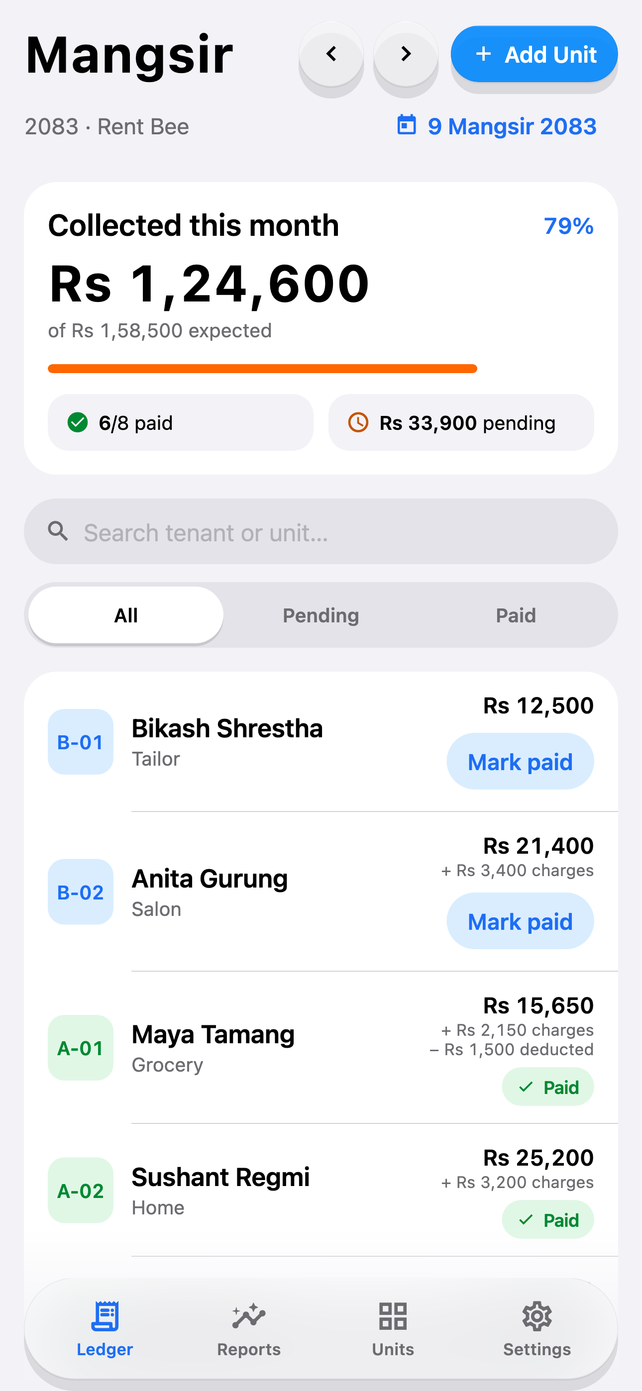 Mangsir
+ Add Unit
2083 · Rent Bee
9 Mangsir 2083
Collected this month
79%
Rs 1,24,600
of Rs 1,58,500 expected
6/8 paid
Rs 33,900 pending
Search tenant or unit...
All
Pending
Paid
B-01
Bikash Shrestha
Tailor
Rs 12,500
Mark paid
B-02
Anita Gurung
Salon
Rs 21,400
+ Rs 3,400 charges
Mark paid
A-01
Maya Tamang
Grocery
Rs 15,650
+ Rs 2,150 charges
– Rs 1,500 deducted
Paid
A-02
Sushant Regmi
Home
Rs 25,200
+ Rs 3,200 charges
Paid
Ledger
Reports
Units
Settings